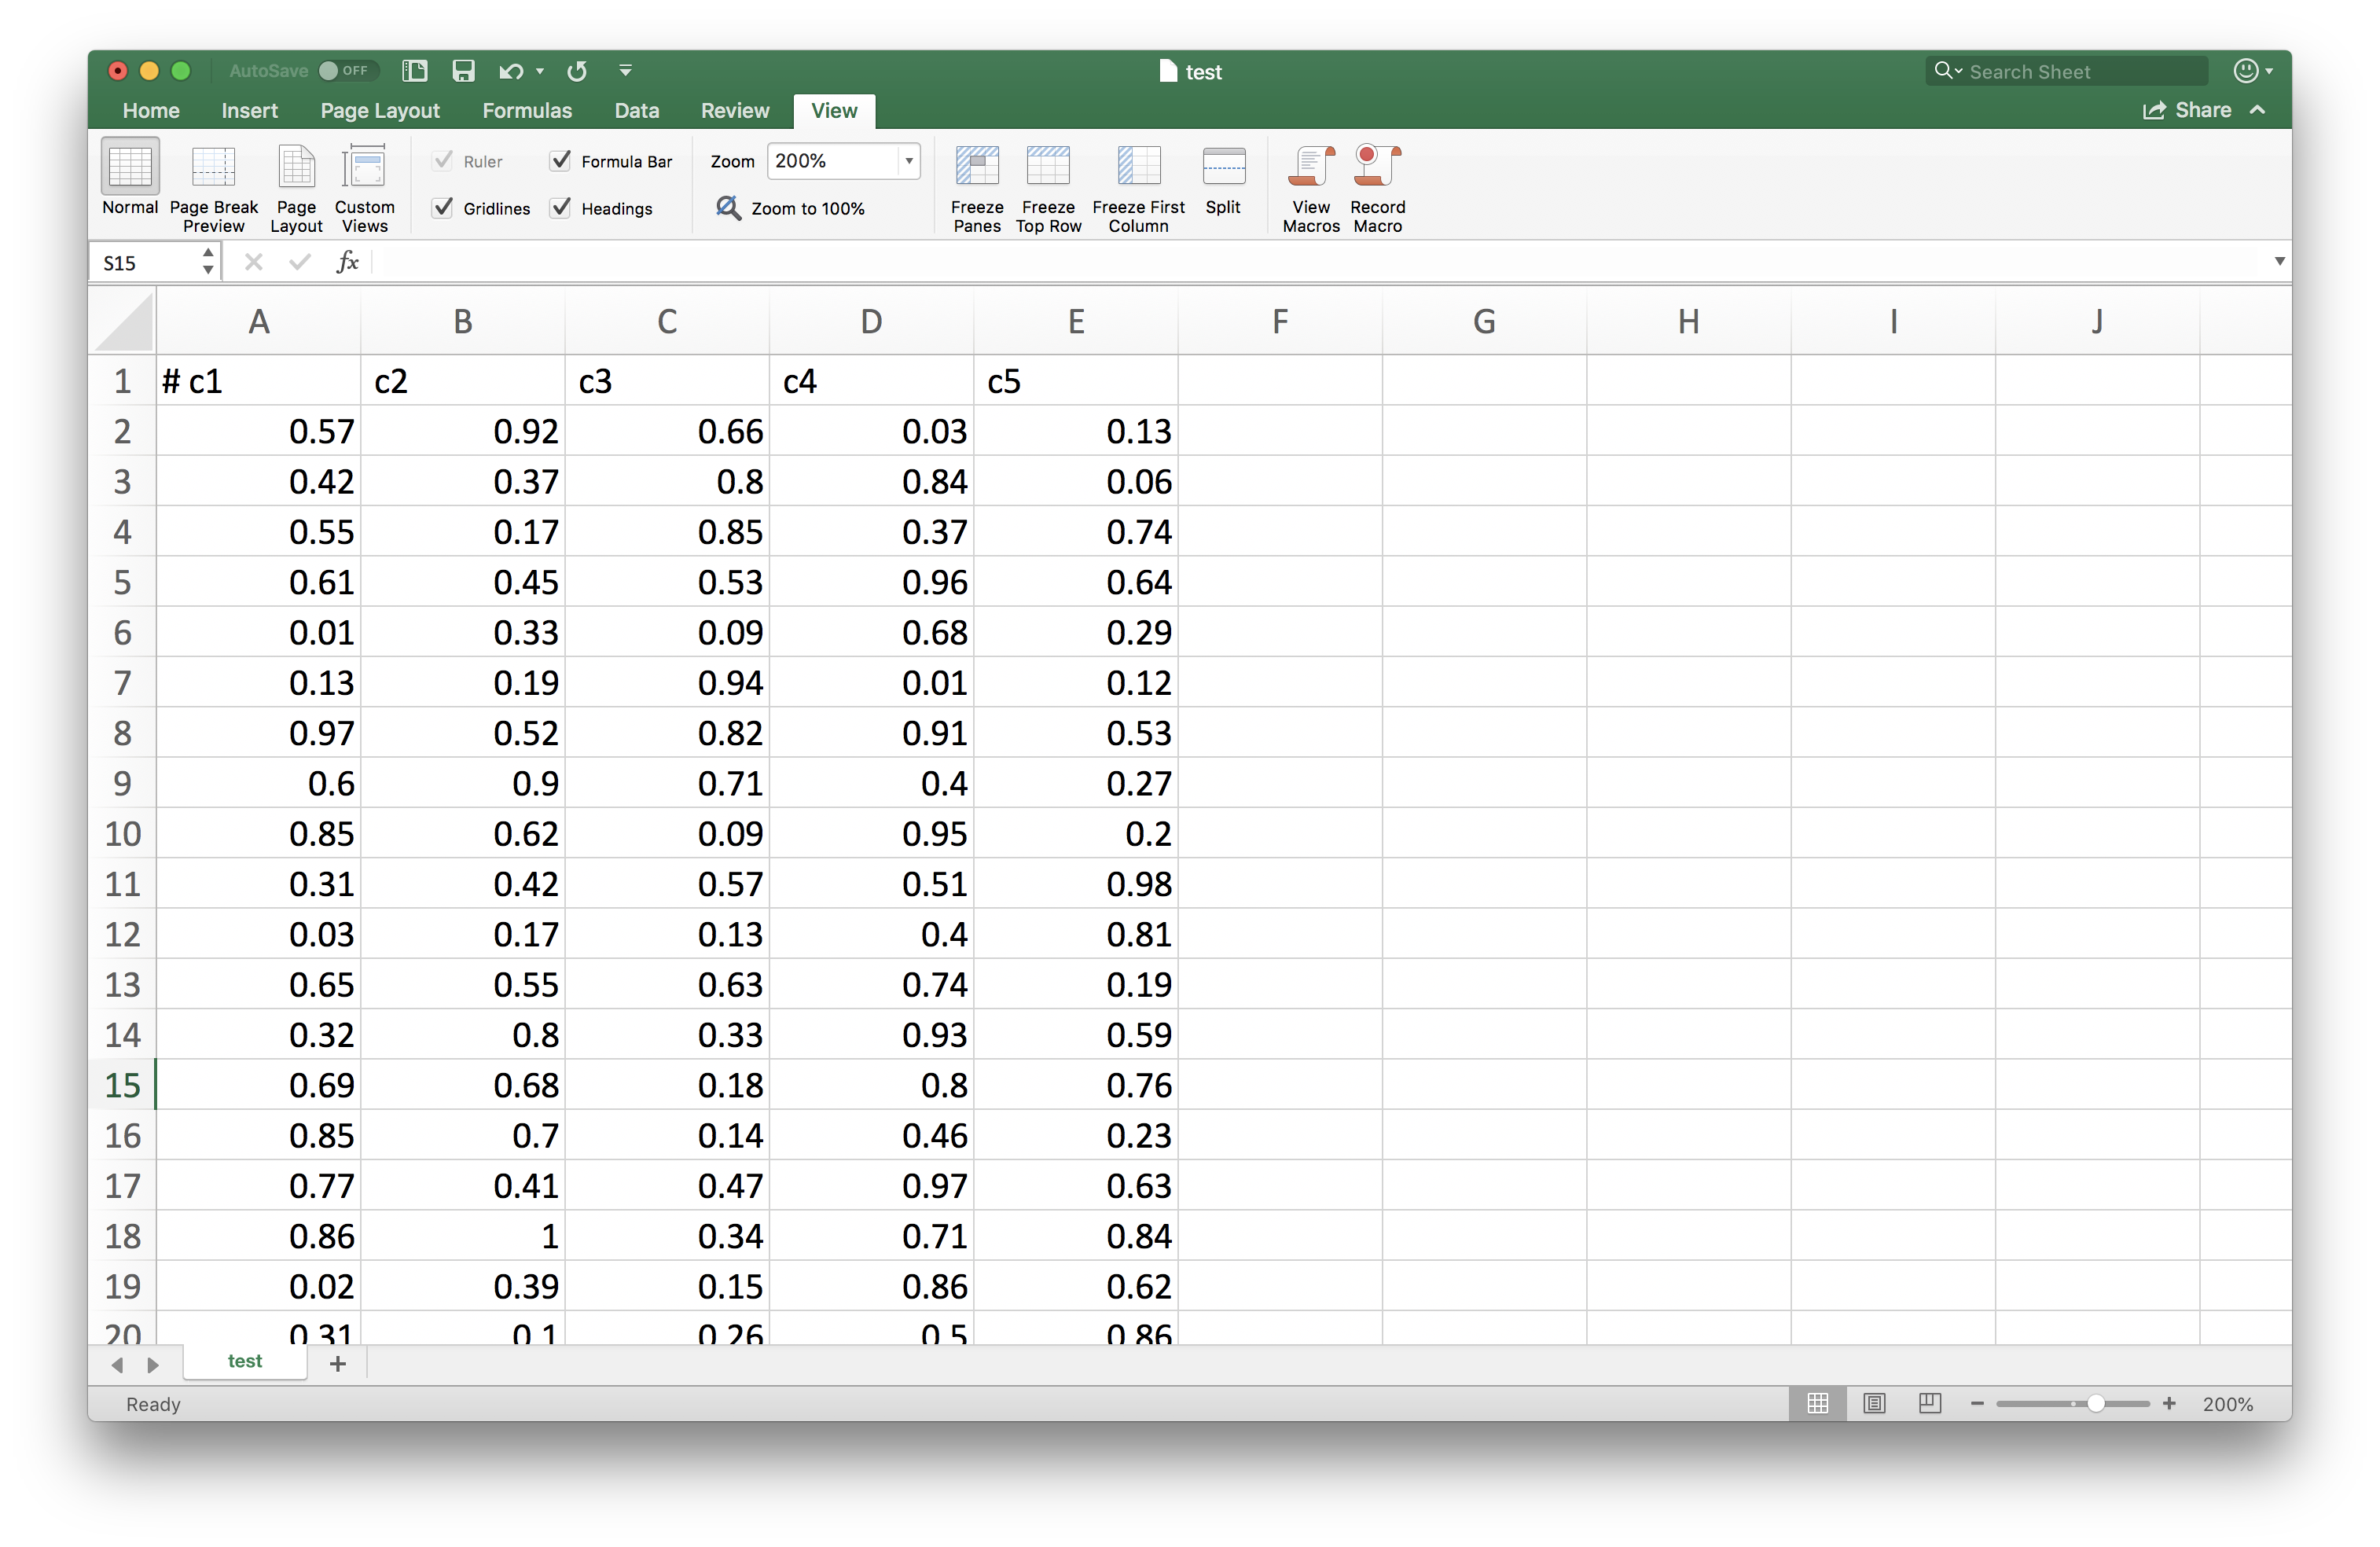 AutoSave OFF test Search Sheet
Home Insert Page Layout Formulas Data Review View Share
Ruler Formula Bar Zoom 200%
Normal Page Break Preview Page Layout Custom Views Gridlines Headings Zoom to 100% Freeze Panes Freeze Top Row Freeze First Column Split View Macros Record Macro
S15 fx
A B C D E F G H I J
1 # c1 c2 c3 c4 c5
2 0.57 0.92 0.66 0.03 0.13
3 0.42 0.37 0.8 0.84 0.06
4 0.55 0.17 0.85 0.37 0.74
5 0.61 0.45 0.53 0.96 0.64
6 0.01 0.33 0.09 0.68 0.29
7 0.13 0.19 0.94 0.01 0.12
8 0.97 0.52 0.82 0.91 0.53
9 0.6 0.9 0.71 0.4 0.27
10 0.85 0.62 0.09 0.95 0.2
11 0.31 0.42 0.57 0.51 0.98
12 0.03 0.17 0.13 0.4 0.81
13 0.65 0.55 0.63 0.74 0.19
14 0.32 0.8 0.33 0.93 0.59
15 0.69 0.68 0.18 0.8 0.76
16 0.85 0.7 0.14 0.46 0.23
17 0.77 0.41 0.47 0.97 0.63
18 0.86 1 0.34 0.71 0.84
19 0.02 0.39 0.15 0.86 0.62
20 0.31 0.1 0.26 0.5 0.86
test +
Ready 200%